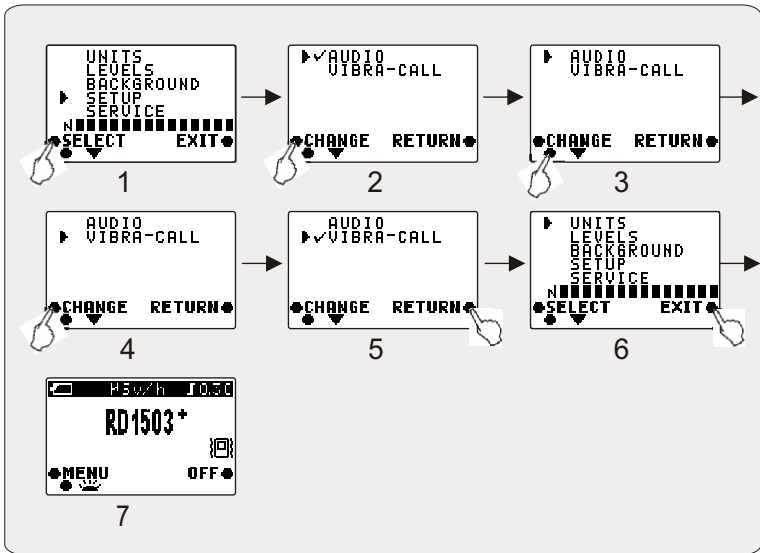 UNITS
LEVELS
BACKGROUND
SETUP
SERVICE
N
SELECT EXIT
1
✓AUDIO
VIBRA-CALL
CHANGE RETURN
2
AUDIO
VIBRA-CALL
CHANGE RETURN
3
AUDIO
VIBRA-CALL
CHANGE RETURN
4
AUDIO
✓VIBRA-CALL
CHANGE RETURN
5
UNITS
LEVELS
BACKGROUND
SETUP
SERVICE
N
SELECT EXIT
6
0.30
RD1503+
MENU OFF
7